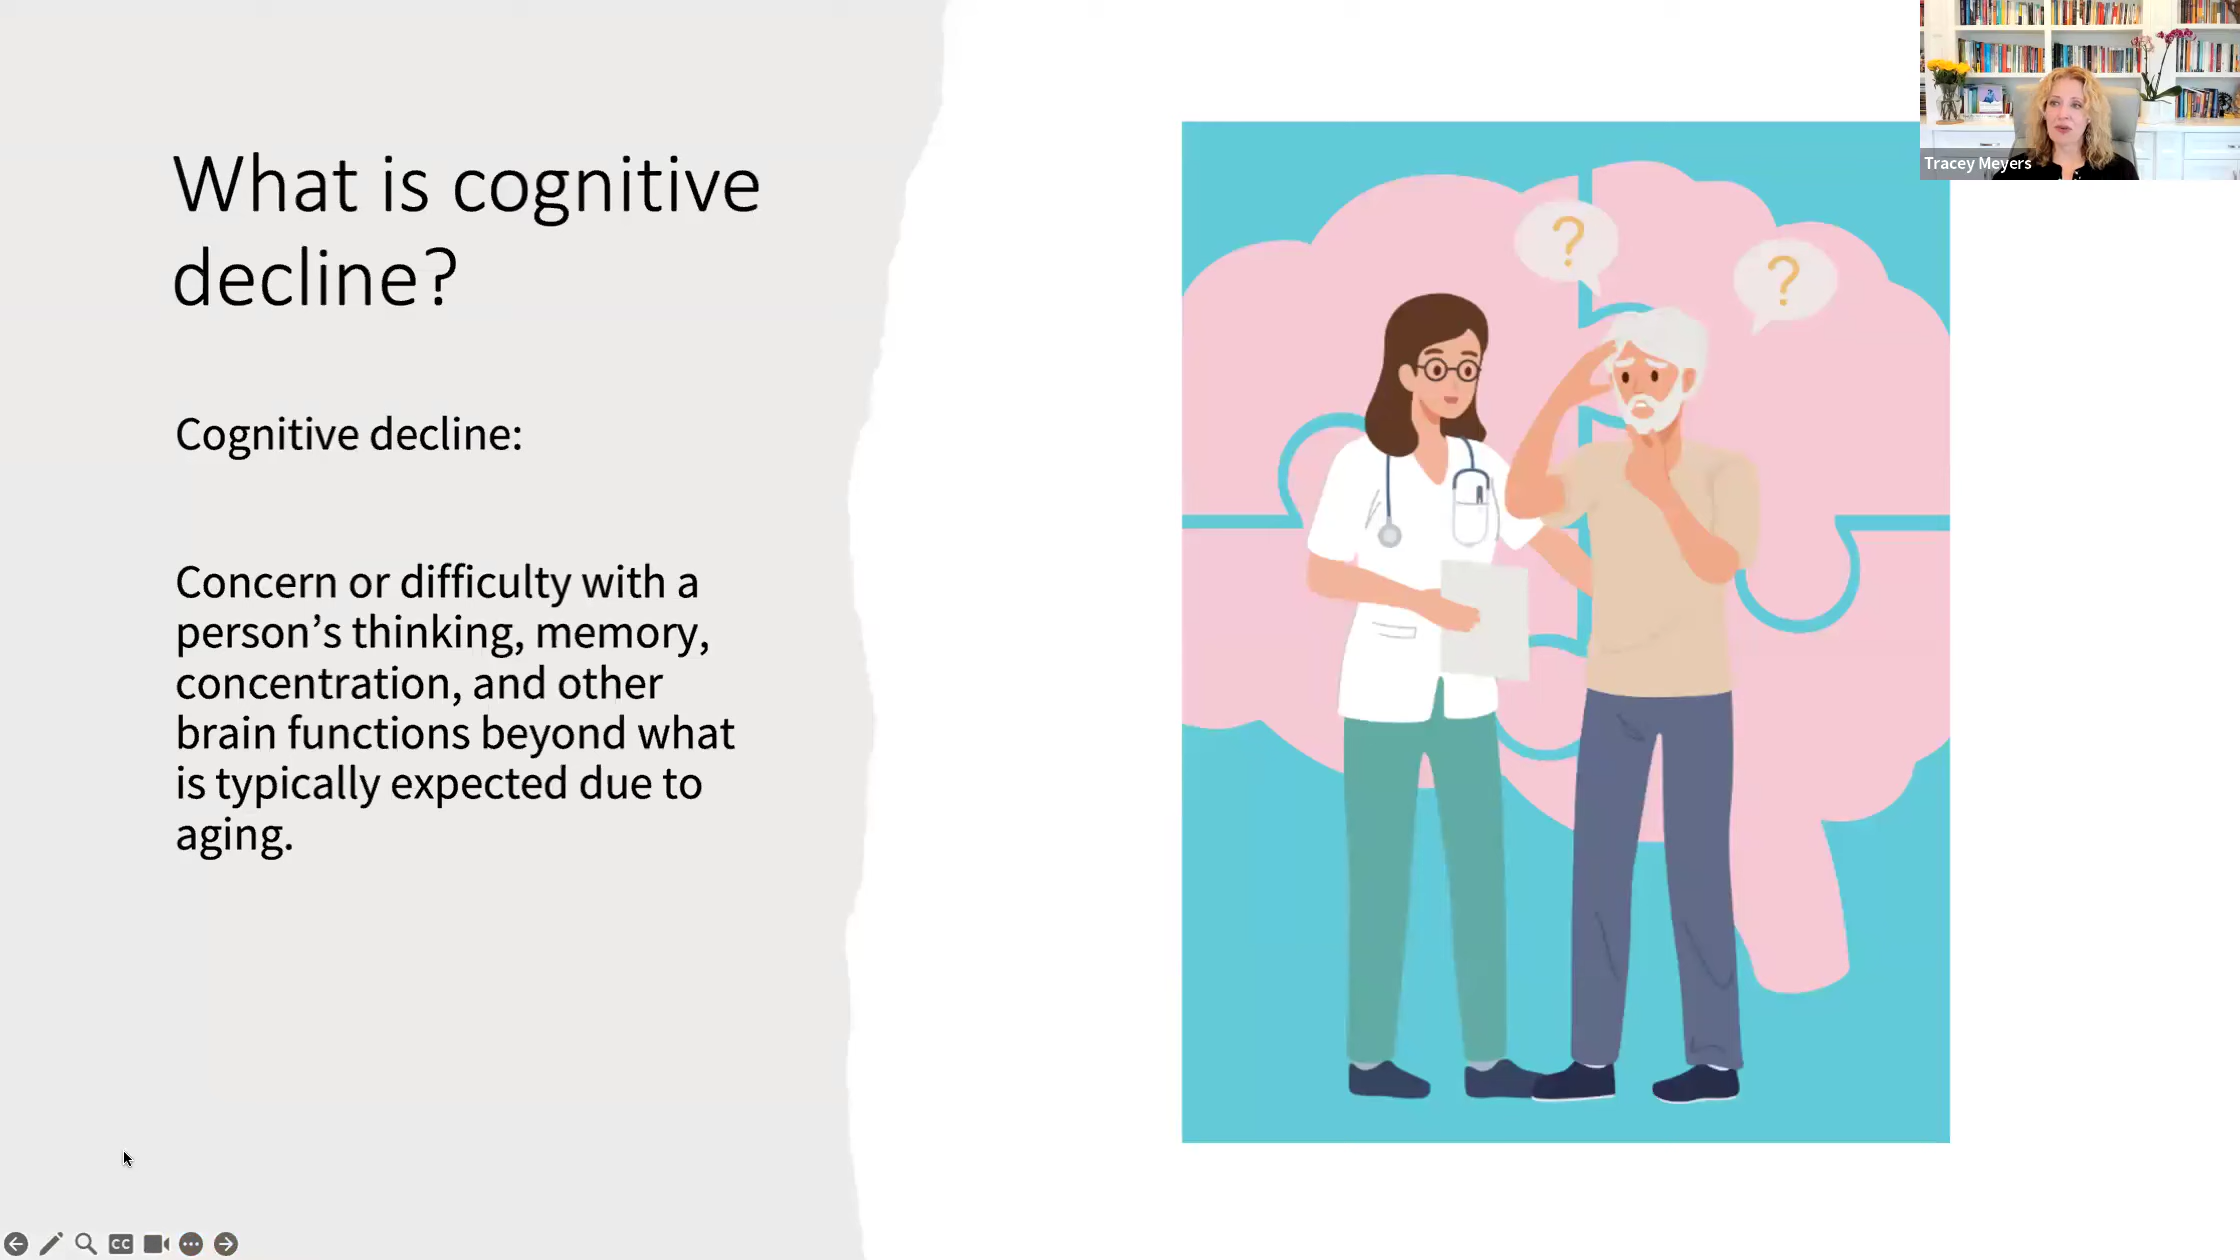 What is cognitive
decline?
Cognitive decline:
Concern or difficulty with a
person’s thinking, memory,
concentration, and other
brain functions beyond what
is typically expected due to
aging.
?
?
Tracey Meyers
CC